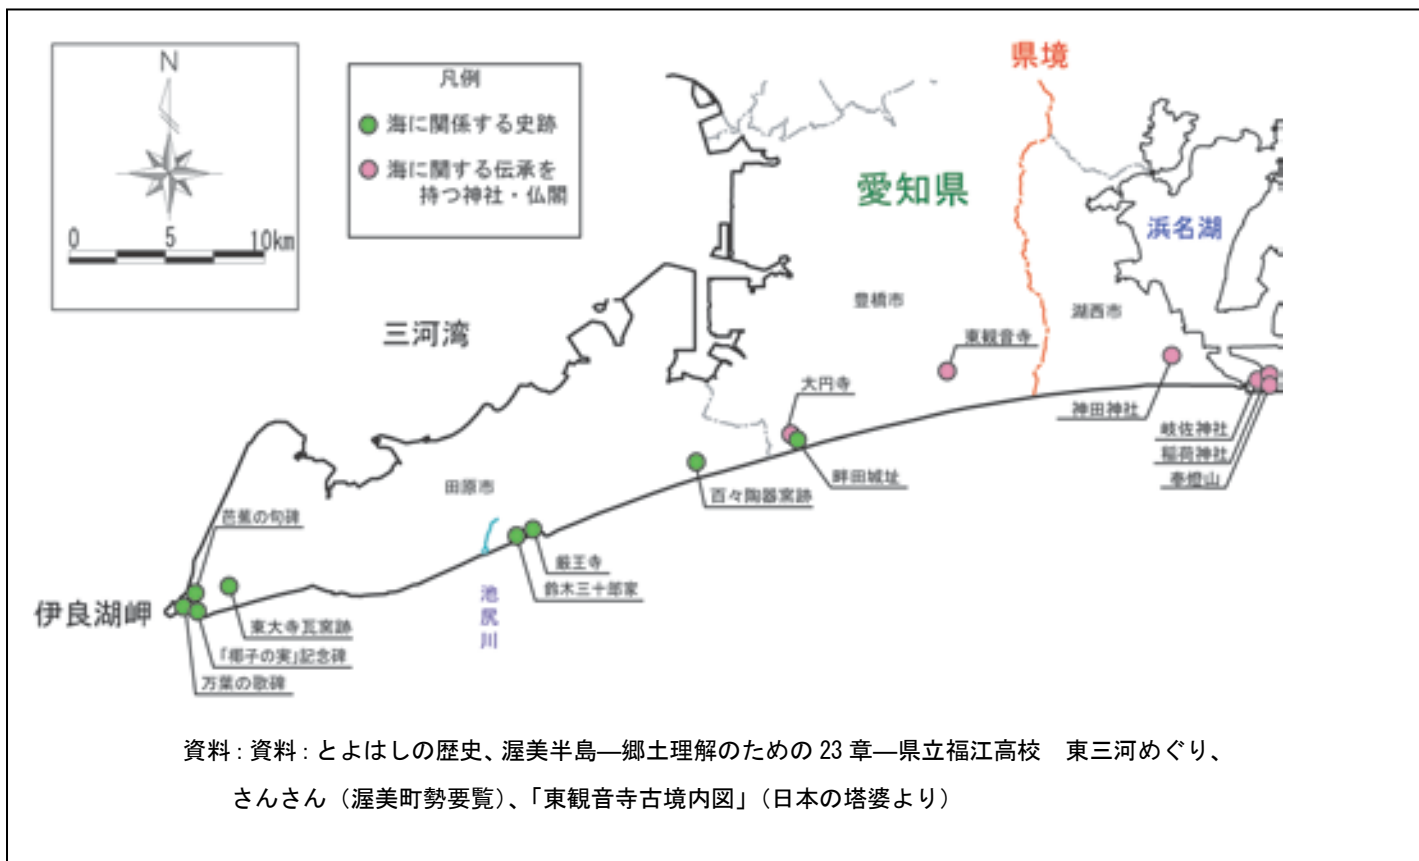 N
0 5 10km
凡例
海に関係する史跡
海に関する伝承を
持つ神社・仏閣
県境
愛知県
浜名湖
三河湾
豊橋市
湖西市
東観音寺
大円寺
神田神社
岐佐神社
稲荷神社
奉燈山
畔田城址
百々陶器窯跡
田原市
芭蕉の句碑
厳王寺
鈴木三十郎家
池尻川
伊良湖岬
東大寺瓦窯跡
「椰子の実」記念碑
万葉の歌碑
資料：資料：とよはしの歴史、渥美半島―郷土理解のための 23 章―県立福江高校　東三河めぐり、
さんさん（渥美町勢要覧）、「東観音寺古境内図」（日本の塔婆より）